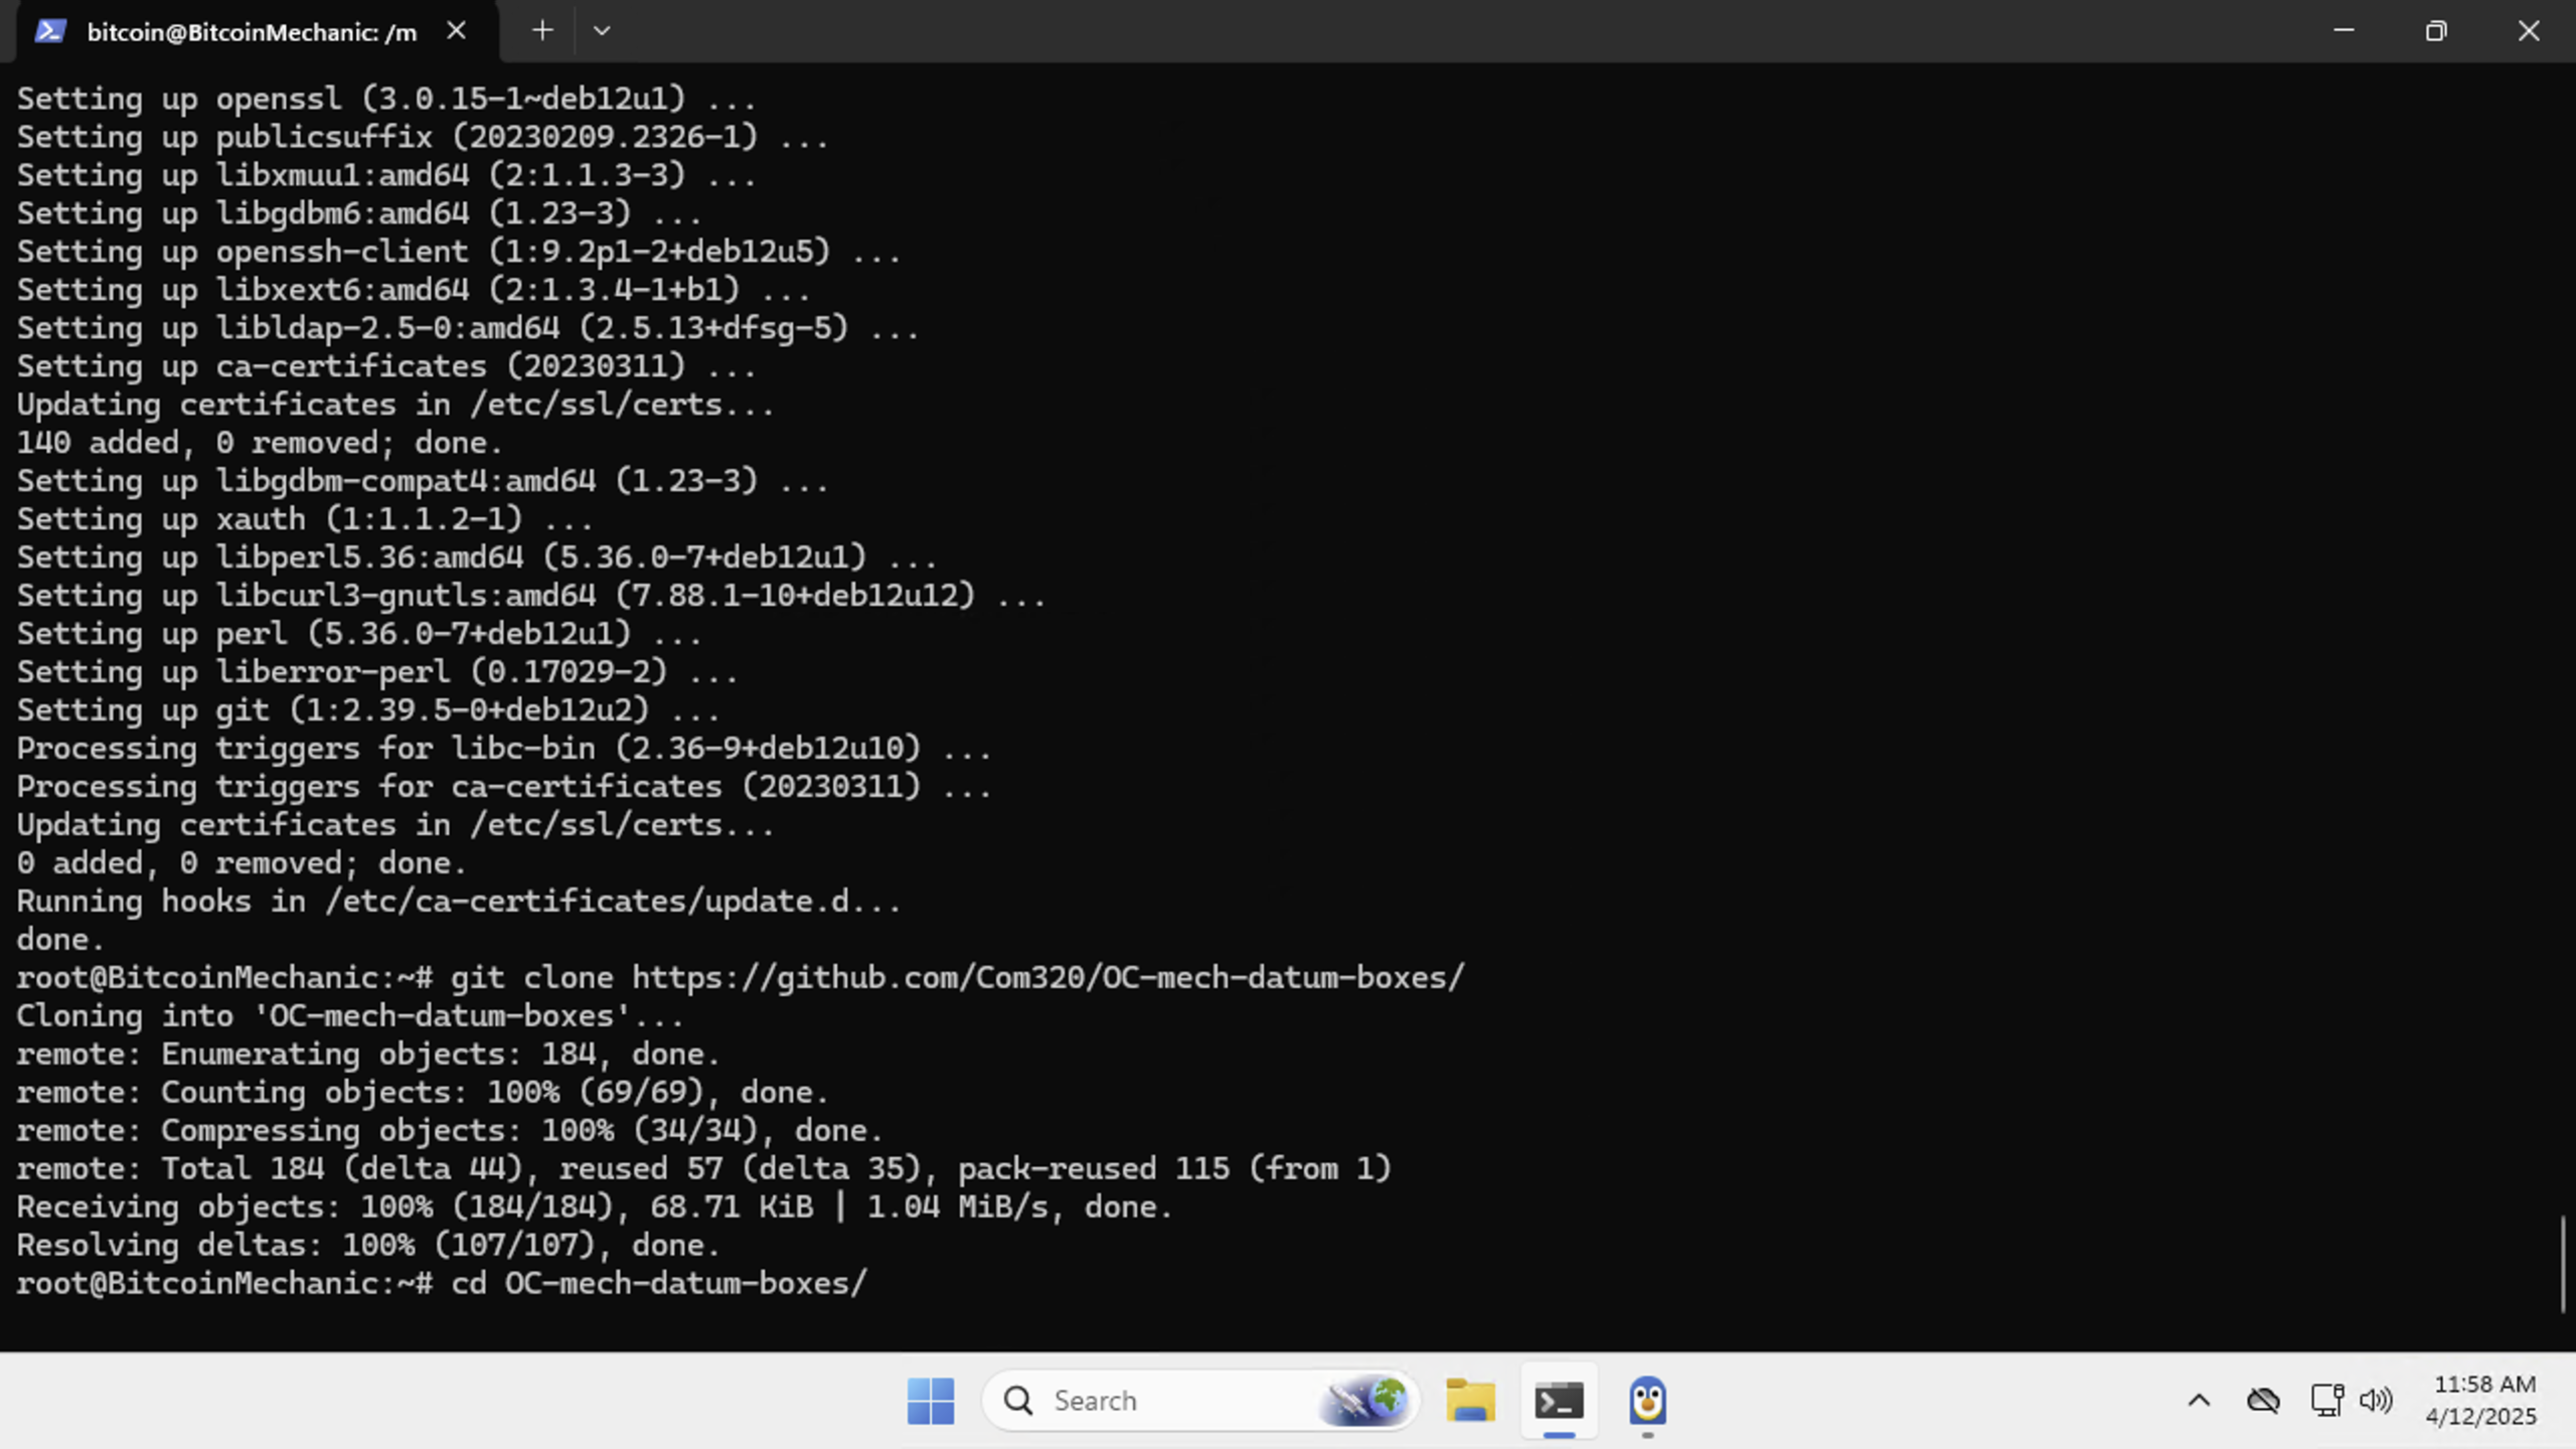 bitcoin@BitcoinMechanic: /m
Setting up openssl (3.0.15-1~deb12u1) ...
Setting up publicsuffix (20230209.2326-1) ...
Setting up libxmuu1:amd64 (2:1.1.3-3) ...
Setting up libgdbm6:amd64 (1.23-3) ...
Setting up openssh-client (1:9.2p1-2+deb12u5) ...
Setting up libxext6:amd64 (2:1.3.4-1+b1) ...
Setting up libldap-2.5-0:amd64 (2.5.13+dfsg-5) ...
Setting up ca-certificates (20230311) ...
Updating certificates in /etc/ssl/certs...
140 added, 0 removed; done.
Setting up libgdbm-compat4:amd64 (1.23-3) ...
Setting up xauth (1:1.1.2-1) ...
Setting up libperl5.36:amd64 (5.36.0-7+deb12u1) ...
Setting up libcurl3-gnutls:amd64 (7.88.1-10+deb12u12) ...
Setting up perl (5.36.0-7+deb12u1) ...
Setting up liberror-perl (0.17029-2) ...
Setting up git (1:2.39.5-0+deb12u2) ...
Processing triggers for libc-bin (2.36-9+deb12u10) ...
Processing triggers for ca-certificates (20230311) ...
Updating certificates in /etc/ssl/certs...
0 added, 0 removed; done.
Running hooks in /etc/ca-certificates/update.d...
done.
root@BitcoinMechanic:~# git clone https://github.com/Com320/OC-mech-datum-boxes/
Cloning into 'OC-mech-datum-boxes'...
remote: Enumerating objects: 184, done.
remote: Counting objects: 100% (69/69), done.
remote: Compressing objects: 100% (34/34), done.
remote: Total 184 (delta 44), reused 57 (delta 35), pack-reused 115 (from 1)
Receiving objects: 100% (184/184), 68.71 KiB | 1.04 MiB/s, done.
Resolving deltas: 100% (107/107), done.
root@BitcoinMechanic:~# cd OC-mech-datum-boxes/
Search
11:58 AM
4/12/2025